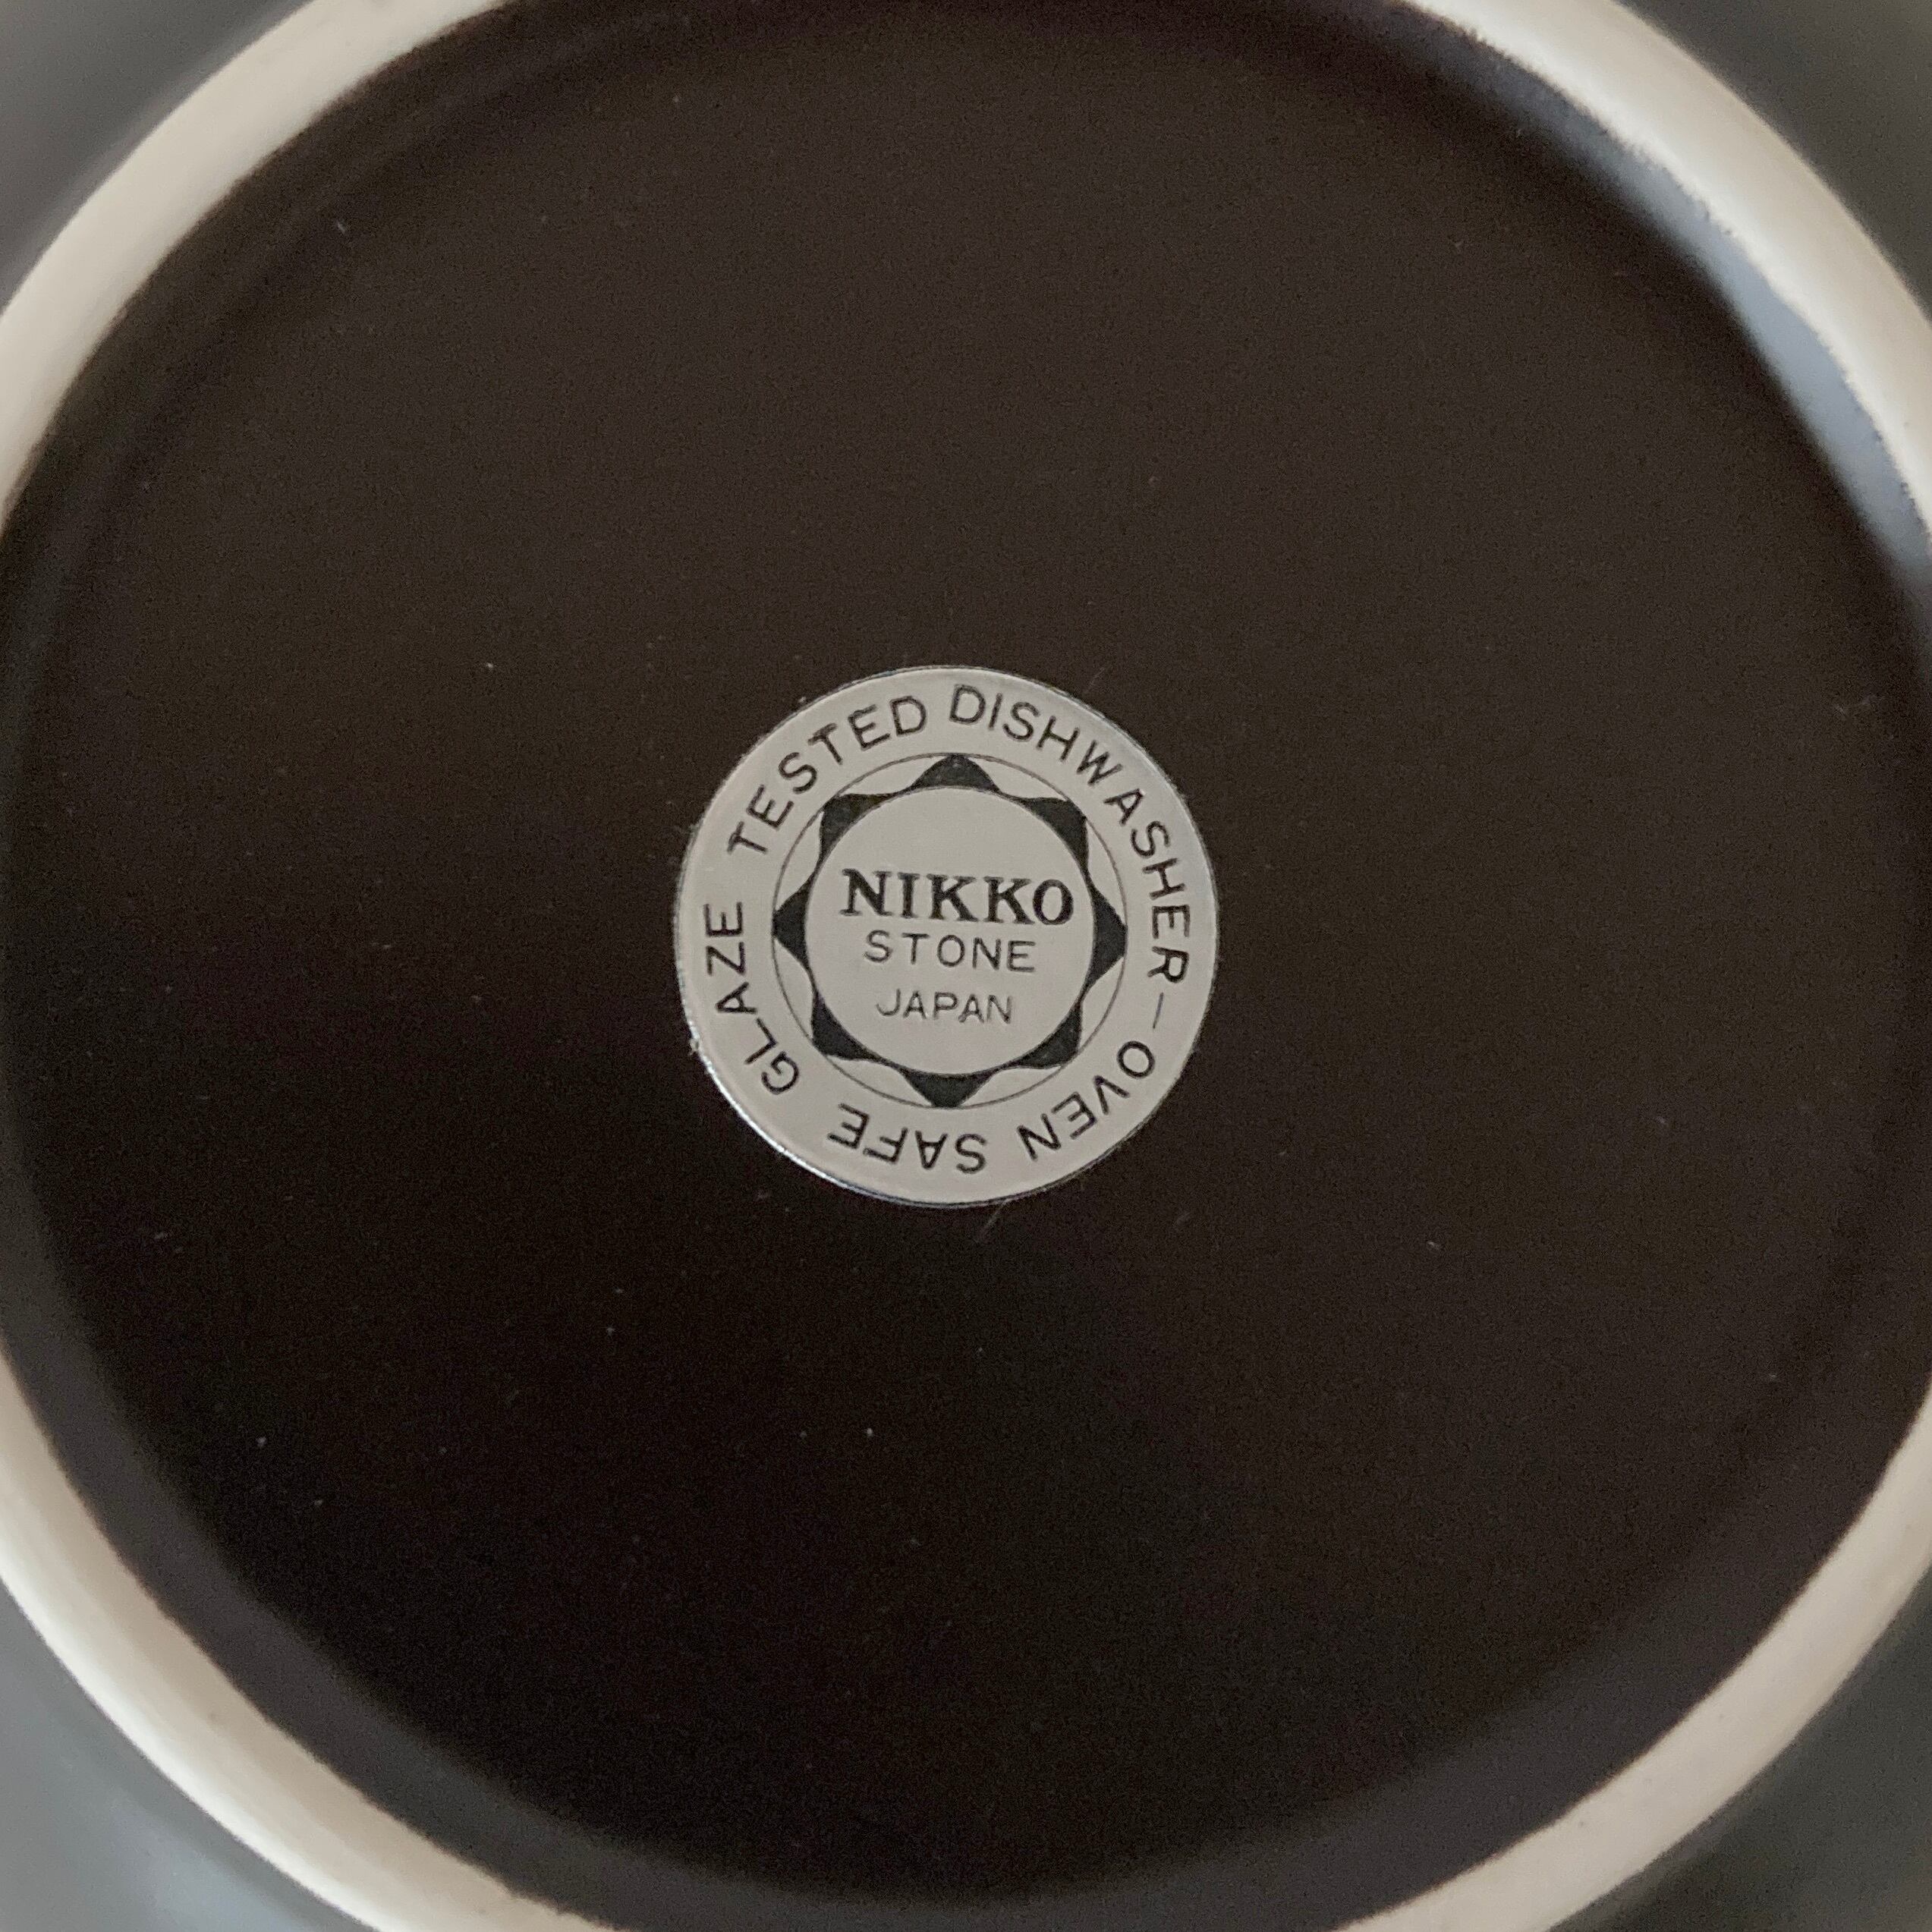 NIKKO
STONE
JAPAN
GLAZE TESTED DISHWASHER-OVEN SAFE